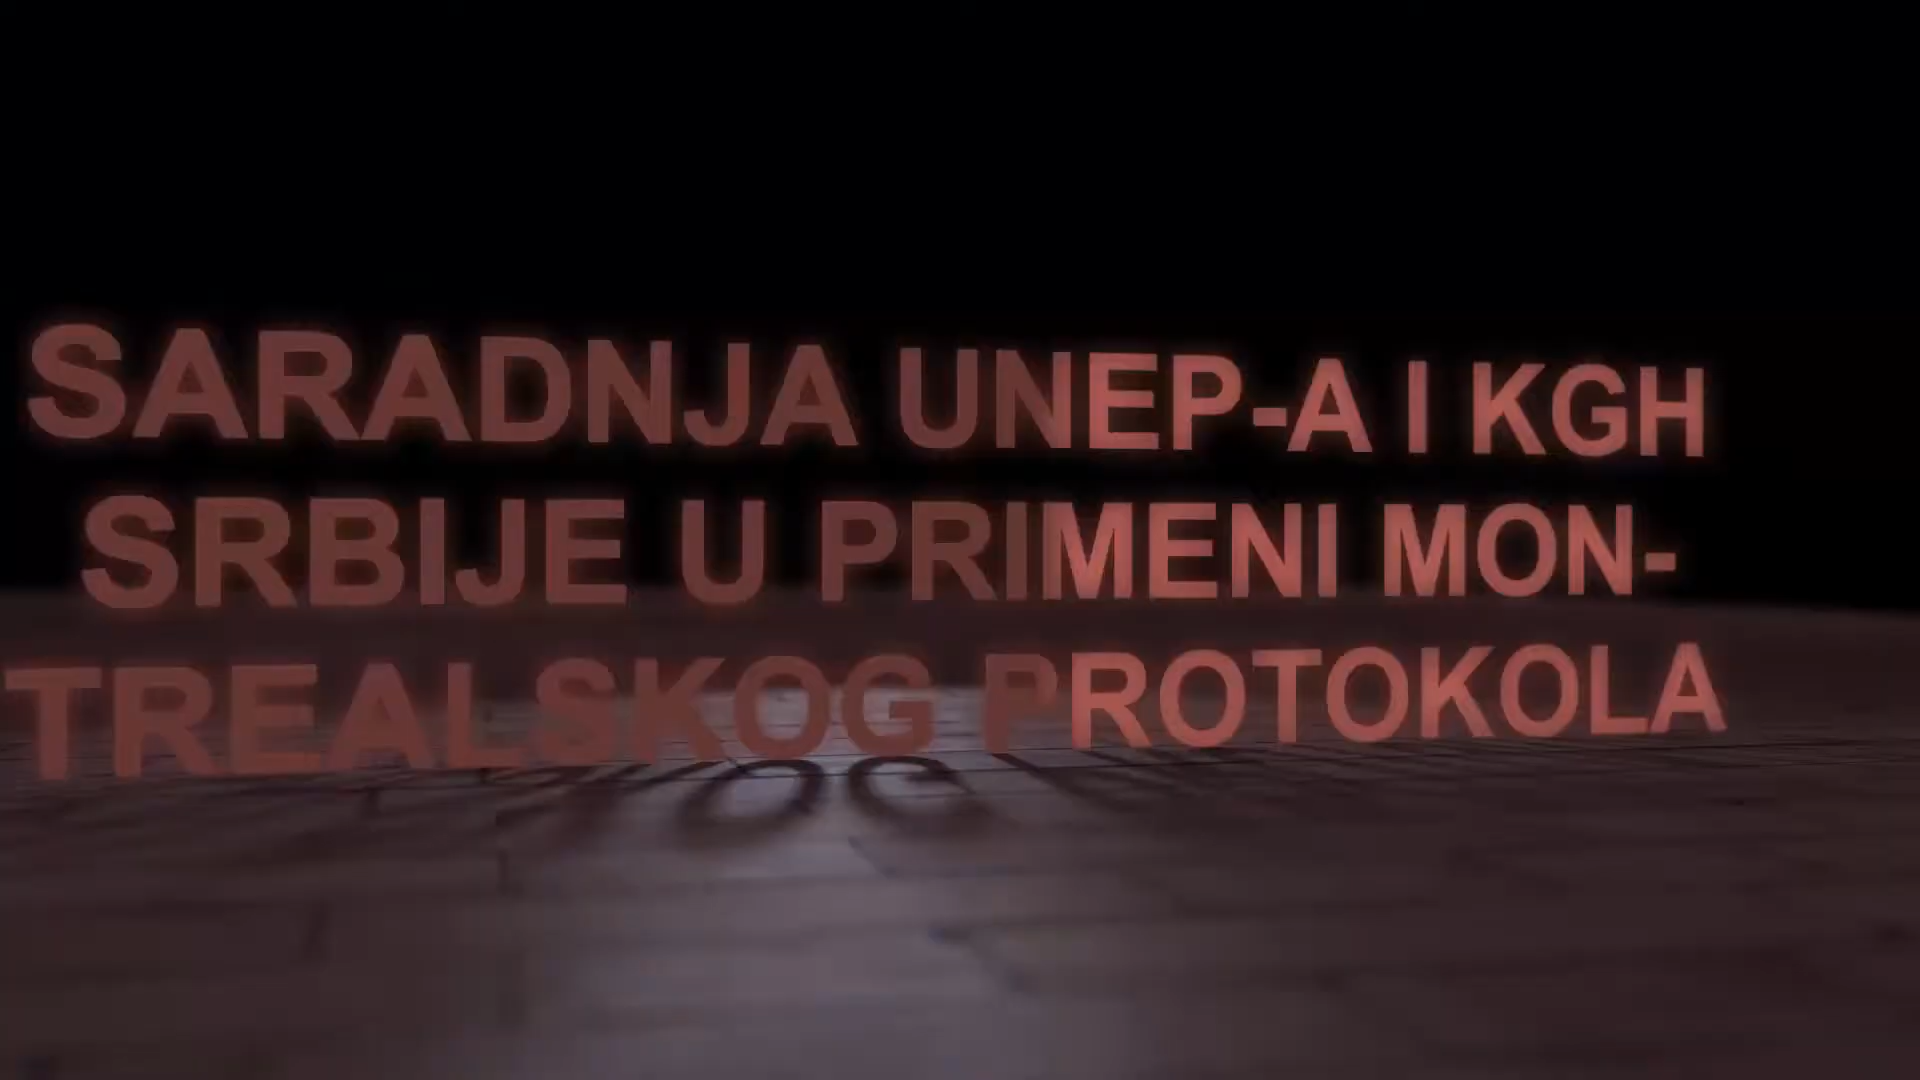 SARADNJA UNEP-A I KGH
SRBIJE U PRIMENI MON-
TREALSKOG PROTOKOLA